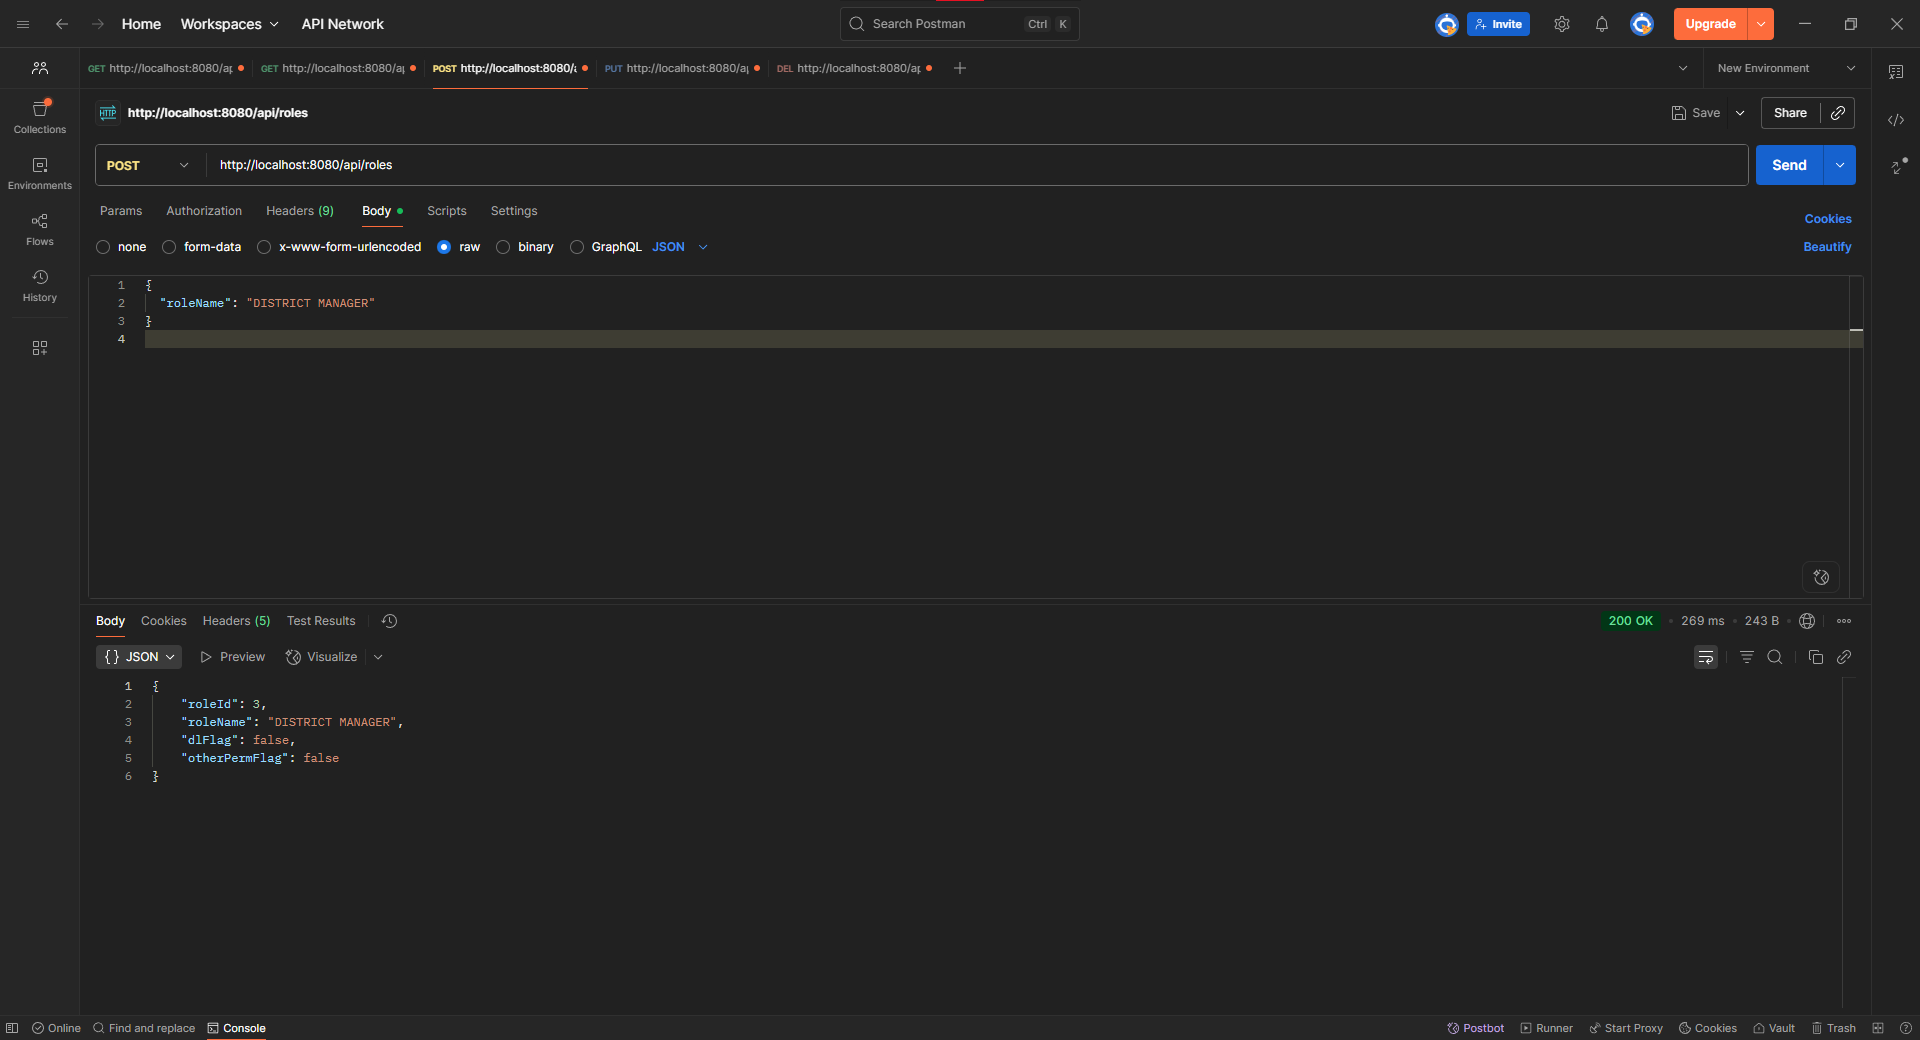 Home Workspaces API Network Search Postman Ctrl K Invite Upgrade
GET http://localhost:8080/ap GET http://localhost:8080/ap POST http://localhost:8080/a PUT http://localhost:8080/ap DEL http://localhost:8080/ap New Environment
HTTP http://localhost:8080/api/roles Save Share
Collections
POST http://localhost:8080/api/roles Send
Environments
Params Authorization Headers (9) Body Scripts Settings Cookies
Flows
none form-data x-www-form-urlencoded raw binary GraphQL JSON Beautify
History
1 {
2 "roleName": "DISTRICT MANAGER"
3 }
4
Body Cookies Headers (5) Test Results 200 OK 269 ms 243 B
{} JSON Preview Visualize
1 {
2 "roleId": 3,
3 "roleName": "DISTRICT MANAGER",
4 "dlFlag": false,
5 "otherPermFlag": false
6 }
Online Find and replace Console Postbot Runner Start Proxy Cookies Vault Trash